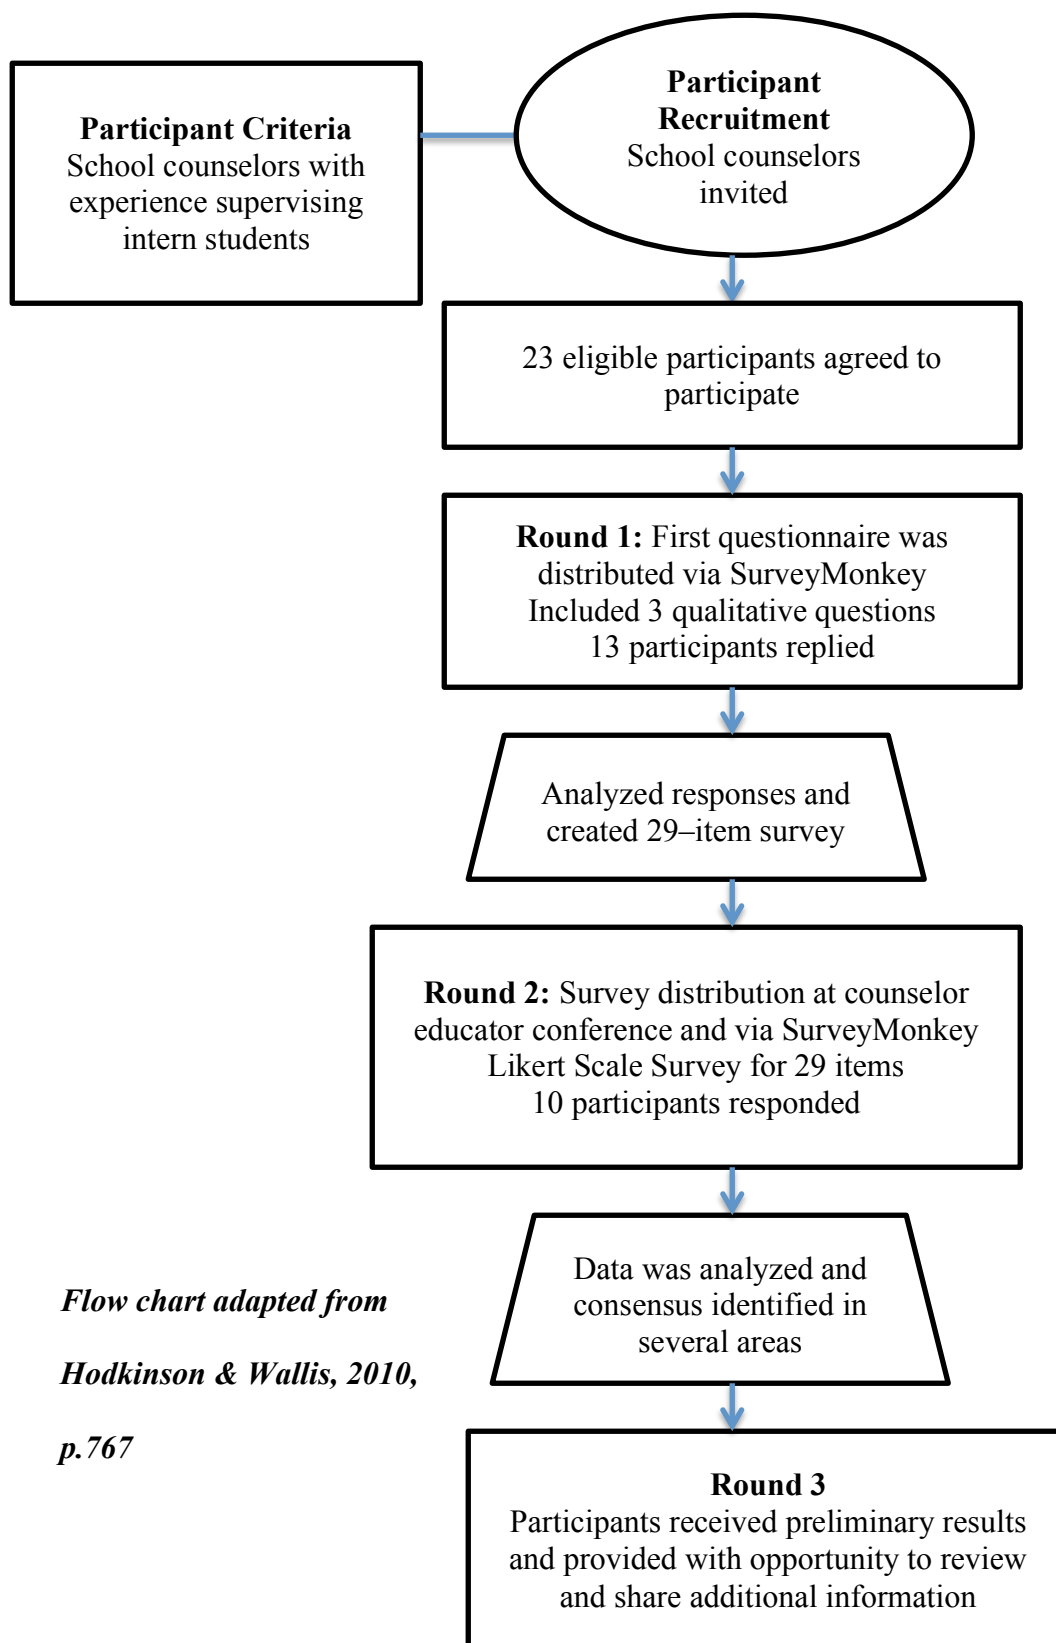 Participant Criteria
School counselors with
experience supervising
intern students
Participant
Recruitment
School counselors
invited
23 eligible participants agreed to
participate
Round 1: First questionnaire was
distributed via SurveyMonkey
Included 3 qualitative questions
13 participants replied
Analyzed responses and
created 29–item survey
Round 2: Survey distribution at counselor
educator conference and via SurveyMonkey
Likert Scale Survey for 29 items
10 participants responded
Data was analyzed and
consensus identified in
several areas
Flow chart adapted from
Hodkinson & Wallis, 2010,
p.767
Round 3
Participants received preliminary results
and provided with opportunity to review
and share additional information